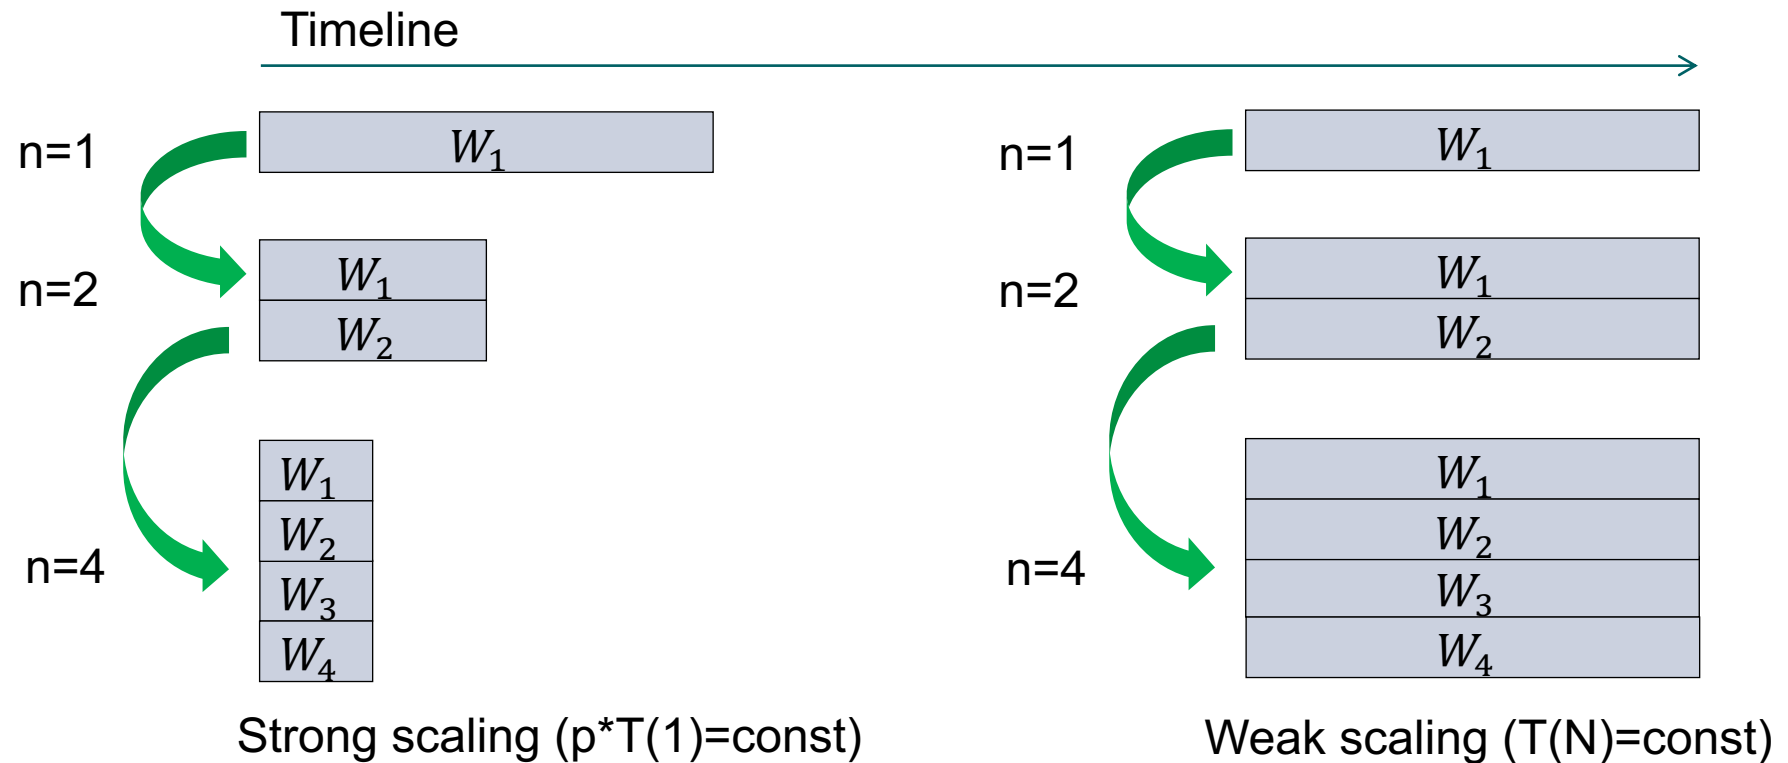 Timeline
n=1
W₁
n=2
W₁
W₂
n=4
W₁
W₂
W₃
W₄
Strong scaling (p*T(1)=const)
n=1
W₁
n=2
W₁
W₂
n=4
W₁
W₂
W₃
W₄
Weak scaling (T(N)=const)